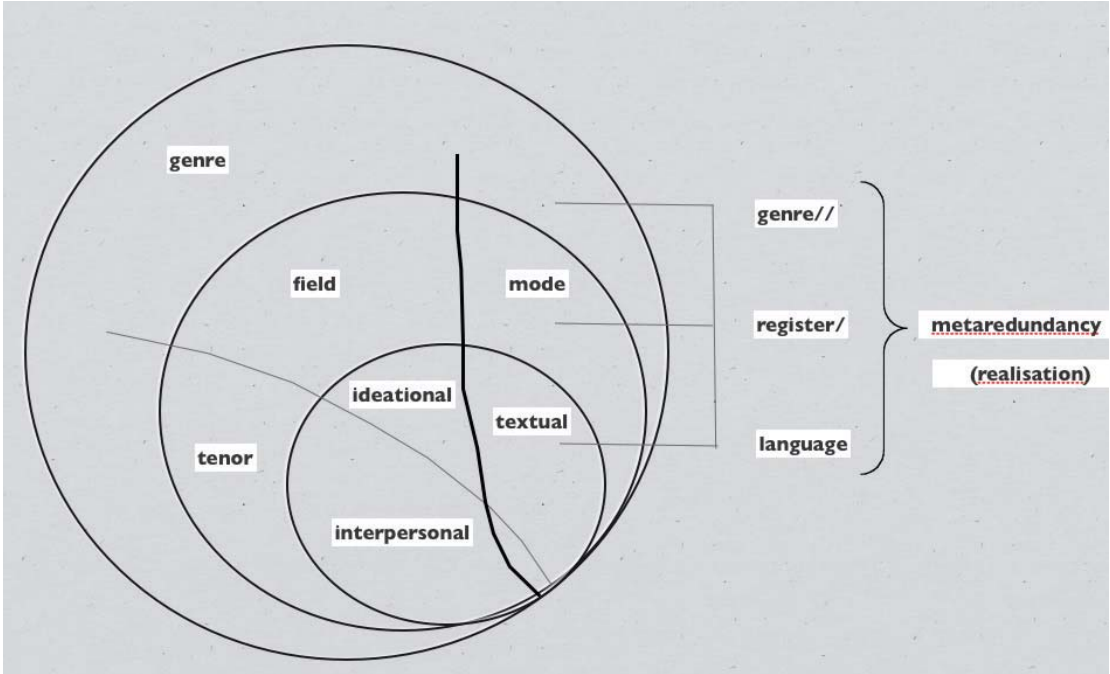 genre
genre//
field
mode
register/
metaredundancy
(realisation)
ideational
textual
language
tenor
interpersonal